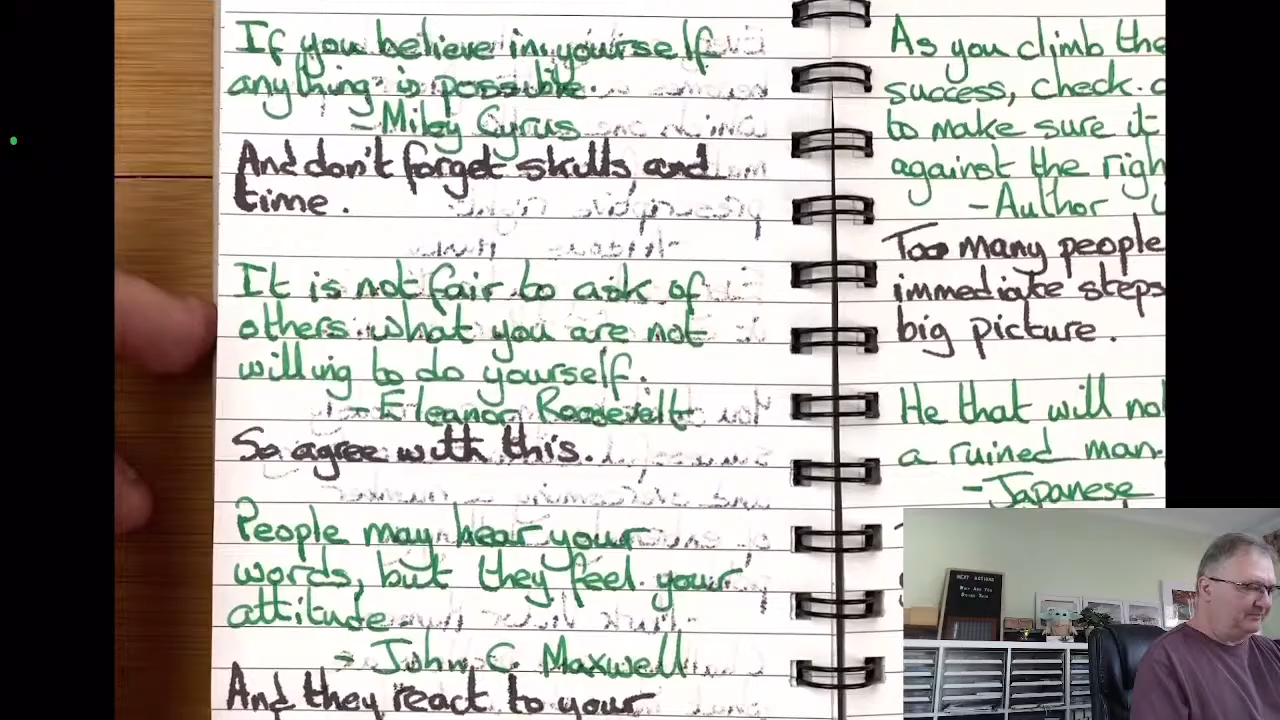 If you believe in yourself
anything is possible.
- Miley Cyrus
And don't forget skills and
time.
It is not fair to ask of
others what you are not
willing to do yourself.
- Eleanor Roosevelt
So agree with this.
People may hear your
words, but they feel your
attitude
- John C. Maxwell
And they react to your
As you climb the
success, check
to make sure it
against the righ
- Author
Too many people
immediate steps
big picture.
He that will no
a ruined man.
- Japanese
NEXT ACTIONS